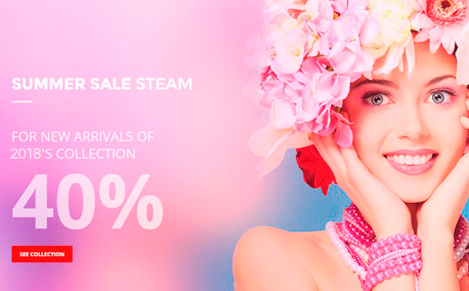 SUMMER SALE STEAM
FOR NEW ARRIVALS OF
2018'S COLLECTION
40%
SEE COLLECTION